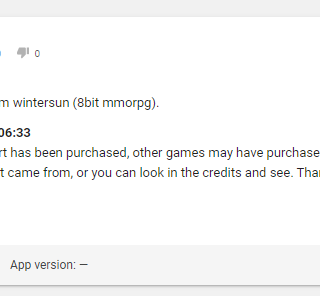 0
m wintersun (8bit mmorpg).
06:33
rt has been purchased, other games may have purchase
t came from, or you can look in the credits and see. Tha
App version: —